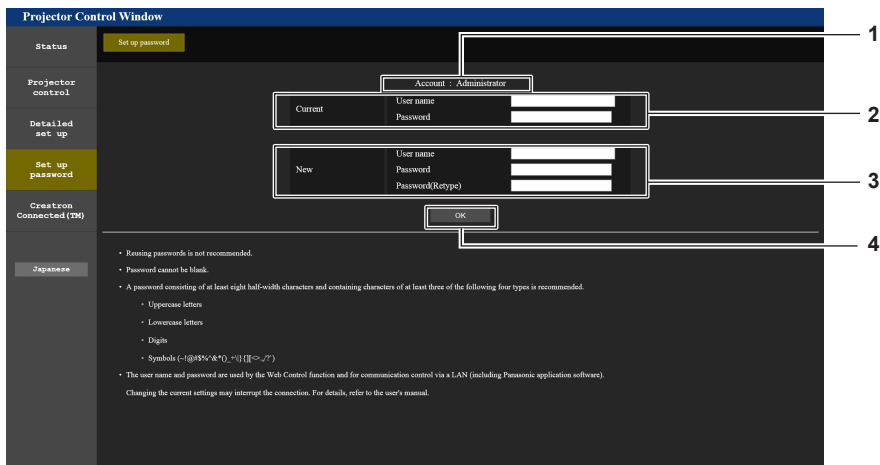 Projector Control Window
Status
Set up password
1
Projector
control
Account : Administrator
Current
User name
Password
2
Detailed
set up
Set up
password
New
User name
Password
Password(Retype)
3
Crestron
Connected(TM)
OK
4
• Reusing passwords is not recommended.
Japanese
• Password cannot be blank.
• A password consisting of at least eight half-width characters and containing characters of at least three of the following four types is recommended.
• Uppercase letters
• Lowercase letters
• Digits
• Symbols (~!@#$%^&*()_+\|}{][<>.,/?`)
• The user name and password are used by the Web Control function and for communication control via a LAN (including Panasonic application software).
Changing the current settings may interrupt the connection. For details, refer to the user's manual.